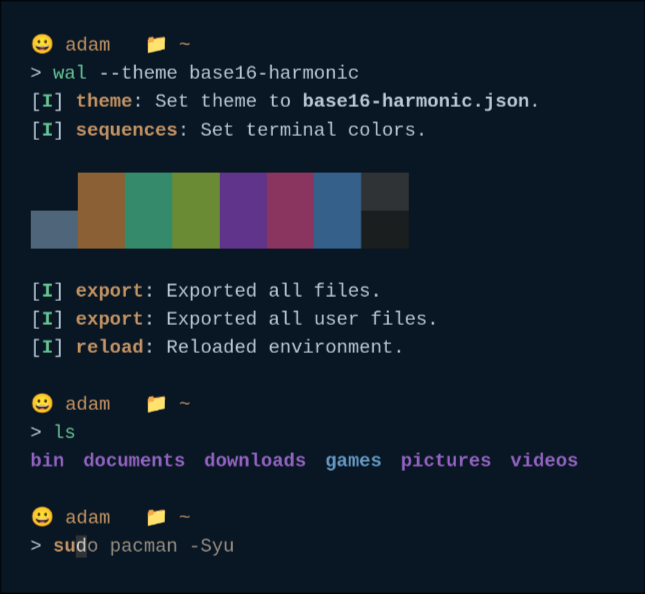 😀 adam 📁 ~
> wal --theme base16-harmonic
[I] theme: Set theme to base16-harmonic.json.
[I] sequences: Set terminal colors.
[I] export: Exported all files.
[I] export: Exported all user files.
[I] reload: Reloaded environment.
😀 adam 📁 ~
> ls
bin documents downloads games pictures videos
😀 adam 📁 ~
> sudo pacman -Syu